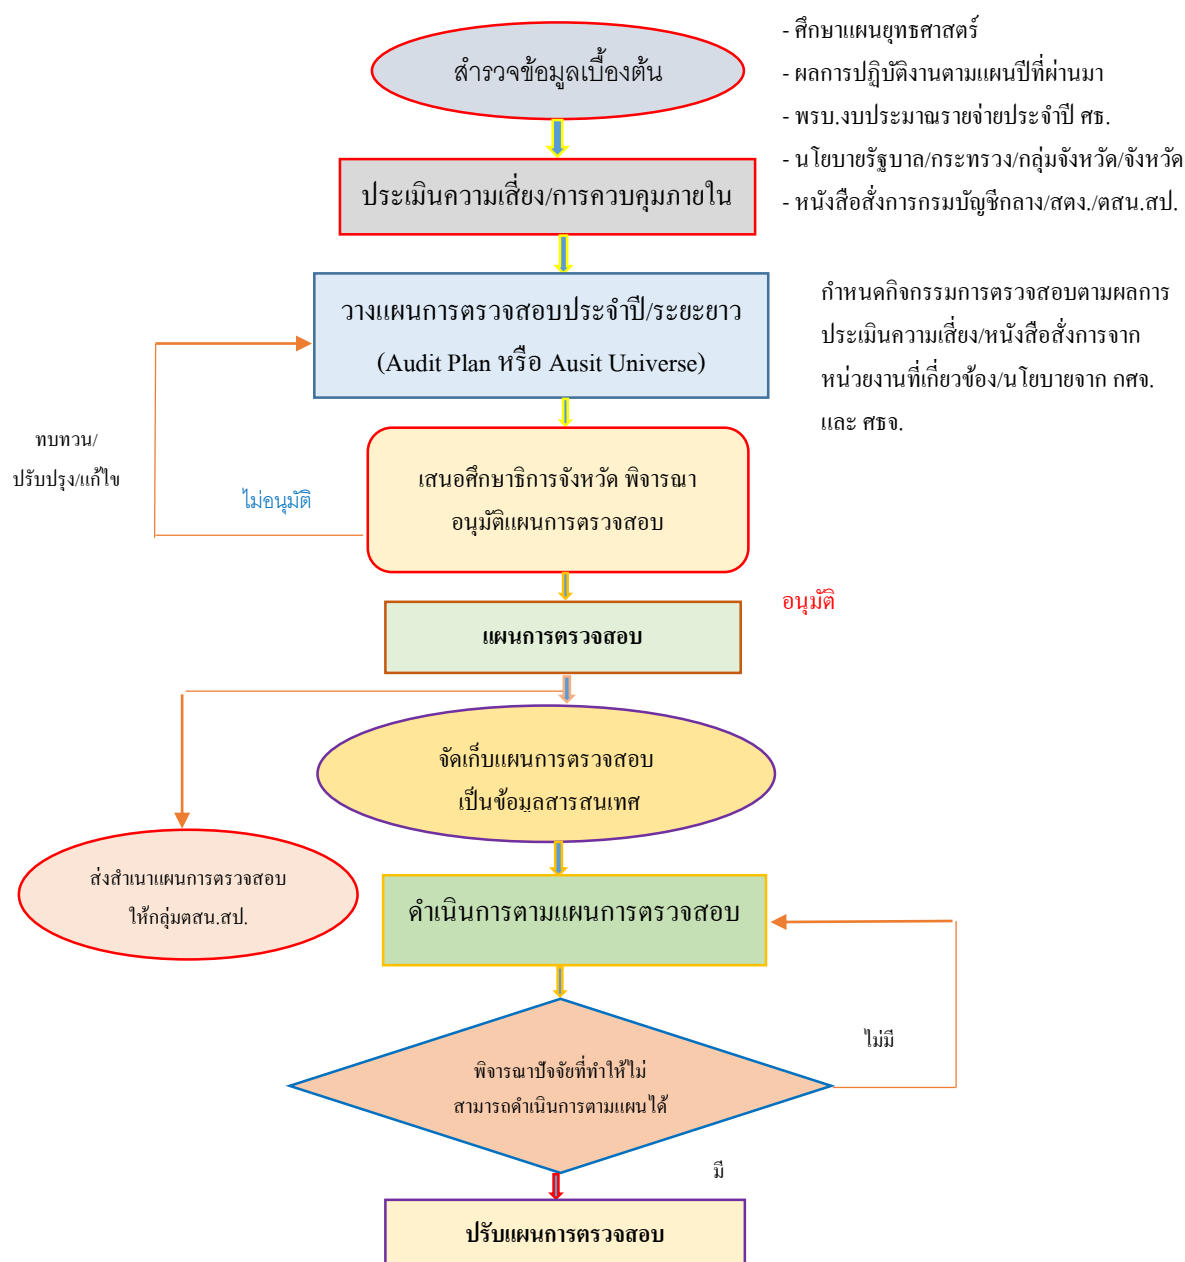 สำรวจข้อมูลเบื้องต้น
- ศึกษาแผนยุทธศาสตร์
- ผลการปฏิบัติงานตามแผนปีที่ผ่านมา
- พรบ.งบประมาณรายจ่ายประจำปี ศธ.
- นโยบายรัฐบาล/กระทรวง/กลุ่มจังหวัด/จังหวัด
- หนังสือสั่งการกรมบัญชีกลาง/สตง./ตสน.สป.
ประเมินความเสี่ยง/การควบคุมภายใน
วางแผนการตรวจสอบประจำปี/ระยะยาว
(Audit Plan หรือ Ausit Universe)
กำหนดกิจกรรมการตรวจสอบตามผลการ
ประเมินความเสี่ยง/หนังสือสั่งการจาก
หน่วยงานที่เกี่ยวข้อง/นโยบายจาก กศจ.
และ ศธจ.
ทบทวน/
ปรับปรุง/แก้ไข
ไม่อนุมัติ
เสนอศึกษาธิการจังหวัด พิจารณา
อนุมัติแผนการตรวจสอบ
อนุมัติ
แผนการตรวจสอบ
จัดเก็บแผนการตรวจสอบ
เป็นข้อมูลสารสนเทศ
ส่งสำเนาแผนการตรวจสอบ
ให้กลุ่มตสน.สป.
ดำเนินการตามแผนการตรวจสอบ
ไม่มี
พิจารณาปัจจัยที่ทำให้ไม่
สามารถดำเนินการตามแผนได้
มี
ปรับแผนการตรวจสอบ